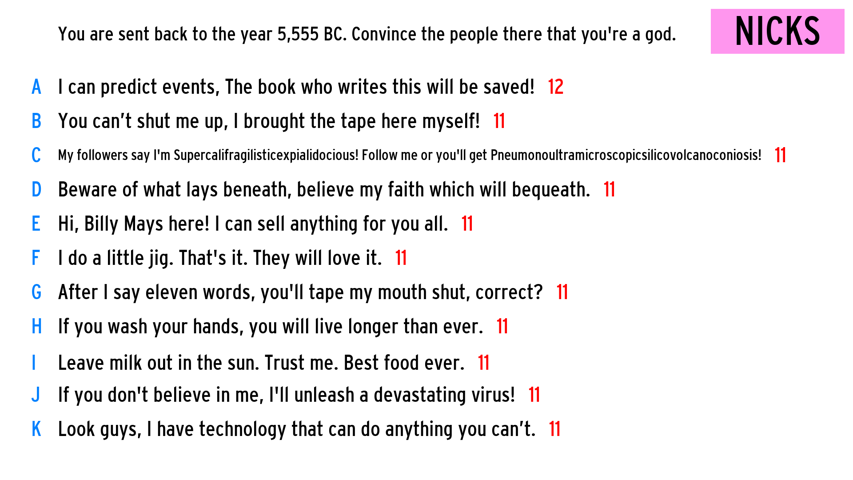 You are sent back to the year 5,555 BC. Convince the people there that you're a god.
NICKS
A I can predict events, The book who writes this will be saved! 12
B You can’t shut me up, I brought the tape here myself! 11
C My followers say I'm Supercalifragilisticexpialidocious! Follow me or you'll get Pneumonoultramicroscopicsilicovolcanoconiosis! 11
D Beware of what lays beneath, believe my faith which will bequeath. 11
E Hi, Billy Mays here! I can sell anything for you all. 11
F I do a little jig. That's it. They will love it. 11
G After I say eleven words, you'll tape my mouth shut, correct? 11
H If you wash your hands, you will live longer than ever. 11
I Leave milk out in the sun. Trust me. Best food ever. 11
J If you don't believe in me, I'll unleash a devastating virus! 11
K Look guys, I have technology that can do anything you can’t. 11